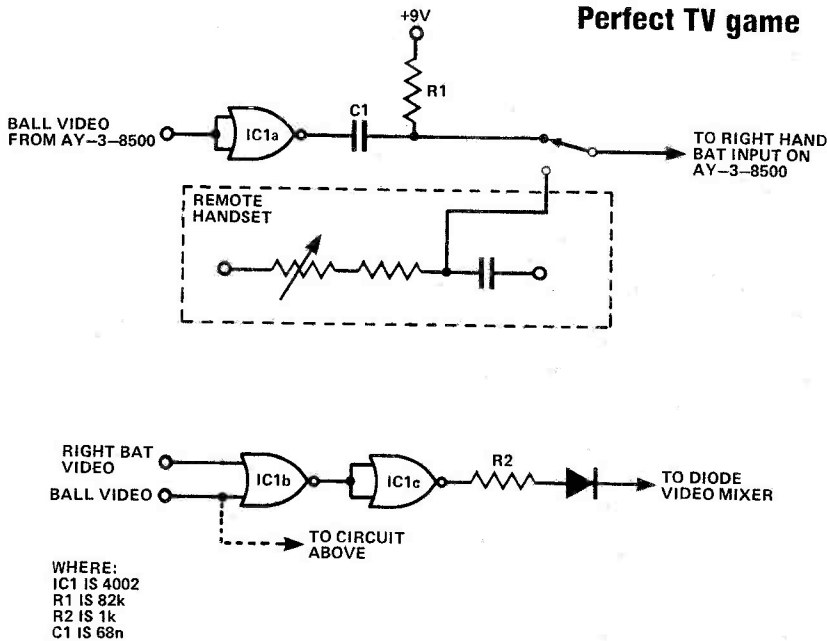 Perfect TV game
+9V
R1
C1
BALL VIDEO
FROM AY-3-8500
IC1a
TO RIGHT HAND
BAT INPUT ON
AY-3-8500
REMOTE
HANDSET
RIGHT BAT
VIDEO
BALL VIDEO
IC1b
IC1c
R2
TO DIODE
VIDEO MIXER
TO CIRCUIT
ABOVE
WHERE:
IC1 IS 4002
R1 IS 82k
R2 IS 1k
C1 IS 68n